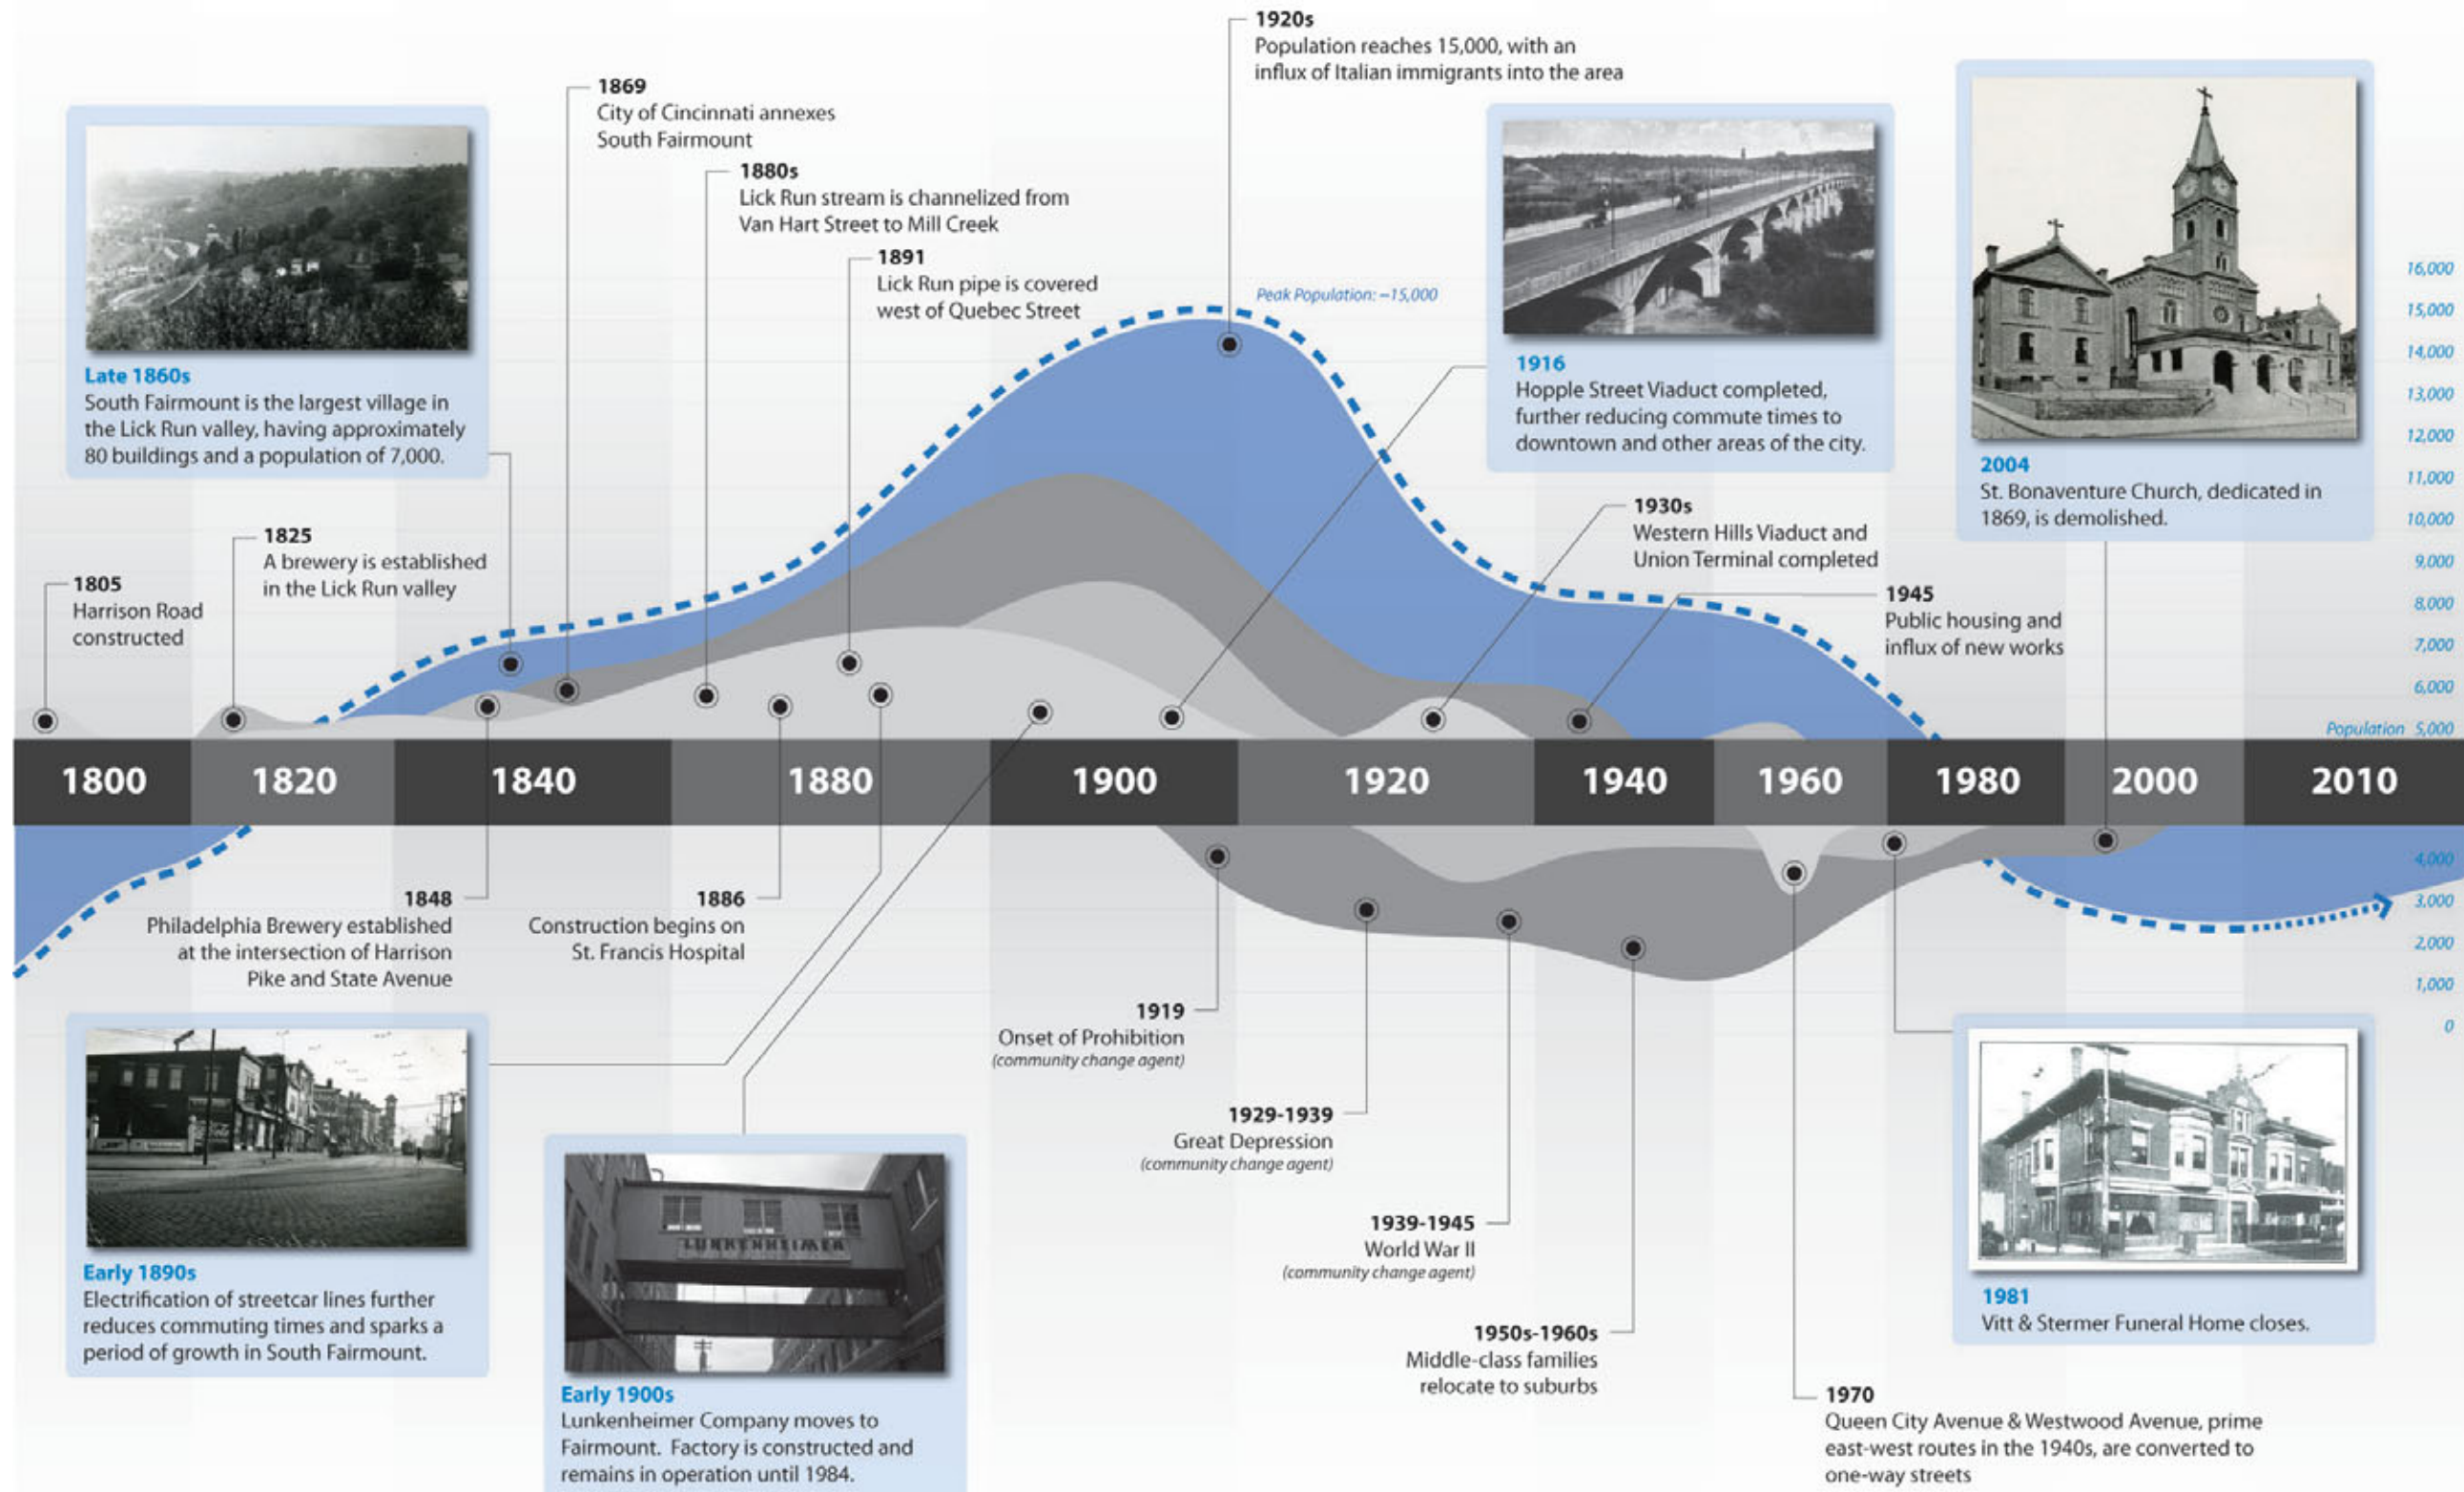 1920s
Population reaches 15,000, with an
influx of Italian immigrants into the area
1869
City of Cincinnati annexes
South Fairmount
1880s
Lick Run stream is channelized from
Van Hart Street to Mill Creek
1891
Lick Run pipe is covered
west of Quebec Street
Peak Population: ~15,000
Late 1860s
South Fairmount is the largest village in
the Lick Run valley, having approximately
80 buildings and a population of 7,000.
1916
Hopple Street Viaduct completed,
further reducing commute times to
downtown and other areas of the city.
2004
St. Bonaventure Church, dedicated in
1869, is demolished.
1805
Harrison Road
constructed
1825
A brewery is established
in the Lick Run valley
1930s
Western Hills Viaduct and
Union Terminal completed
1945
Public housing and
influx of new works
16,000
15,000
14,000
13,000
12,000
11,000
10,000
9,000
8,000
7,000
6,000
Population 5,000
1800 1820 1840 1880 1900 1920 1940 1960 1980 2000 2010
4,000
3,000
2,000
1,000
0
1848
Philadelphia Brewery established
at the intersection of Harrison
Pike and State Avenue
1886
Construction begins on
St. Francis Hospital
1919
Onset of Prohibition
(community change agent)
1929-1939
Great Depression
(community change agent)
1939-1945
World War II
(community change agent)
1950s-1960s
Middle-class families
relocate to suburbs
1970
Queen City Avenue & Westwood Avenue, prime
east-west routes in the 1940s, are converted to
one-way streets
Early 1890s
Electrification of streetcar lines further
reduces commuting times and sparks a
period of growth in South Fairmount.
LUNKENHEIMER
Early 1900s
Lunkenheimer Company moves to
Fairmount. Factory is constructed and
remains in operation until 1984.
1981
Vitt & Stermer Funeral Home closes.